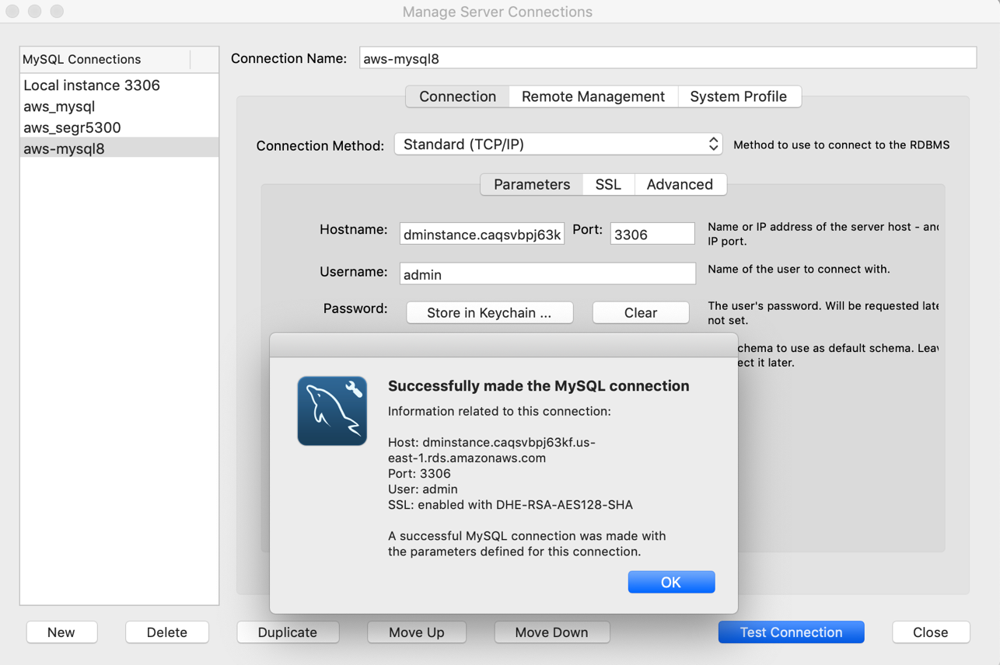 Manage Server Connections
MySQL Connections
Local instance 3306
aws_mysql
aws_segr5300
aws-mysql8
Connection Name: aws-mysql8
Connection Remote Management System Profile
Connection Method: Standard (TCP/IP) Method to use to connect to the RDBMS
Parameters SSL Advanced
Hostname: dminstance.caqsvbpj63k Port: 3306 Name or IP address of the server host - and
IP port.
Username: admin Name of the user to connect with.
Password: Store in Keychain ... Clear The user's password. Will be requested late
not set.
chema to use as default schema. Leav
ect it later.
Successfully made the MySQL connection
Information related to this connection:
Host: dminstance.caqsvbpj63kf.us-
east-1.rds.amazonaws.com
Port: 3306
User: admin
SSL: enabled with DHE-RSA-AES128-SHA
A successful MySQL connection was made with
the parameters defined for this connection.
OK
New Delete Duplicate Move Up Move Down Test Connection Close